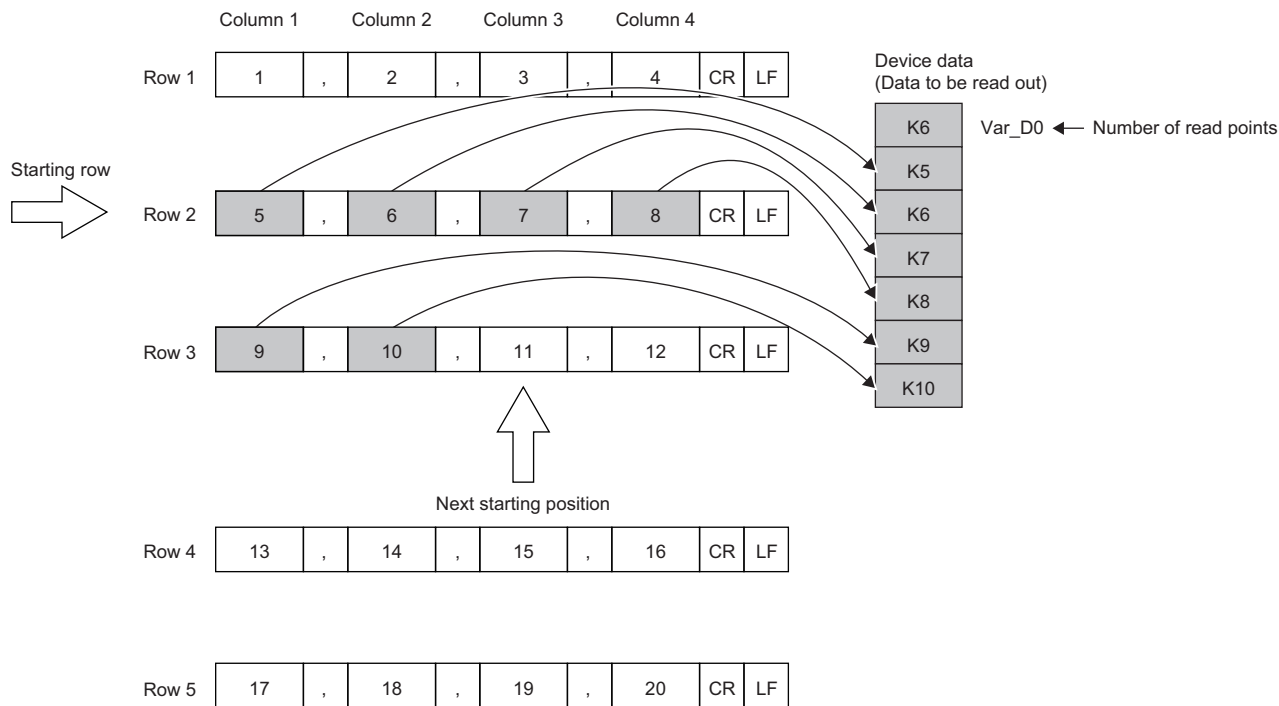 Column 1 Column 2 Column 3 Column 4
Row 1 1 , 2 , 3 , 4 CR LF
Device data
(Data to be read out)
K6 Var_D0 Number of read points
K5
Starting row
Row 2 5 , 6 , 7 , 8 CR LF
K6
K7
K8
Row 3 9 , 10 , 11 , 12 CR LF
K9
K10
Next starting position
Row 4 13 , 14 , 15 , 16 CR LF
Row 5 17 , 18 , 19 , 20 CR LF